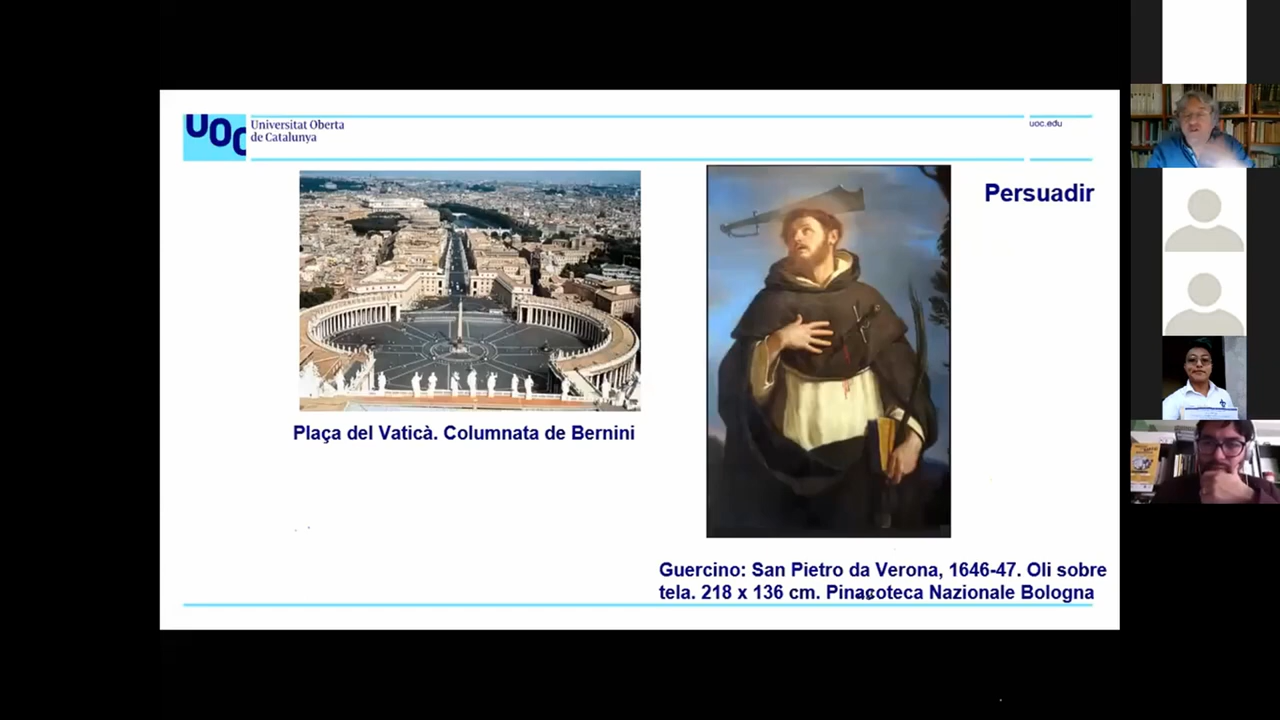 UOC
Universitat Oberta
de Catalunya
uoc.edu
Persuadir
Plaça del Vaticà. Columnata de Bernini
Guercino: San Pietro da Verona, 1646-47. Oli sobre
tela. 218 x 136 cm. Pinacoteca Nazionale Bologna